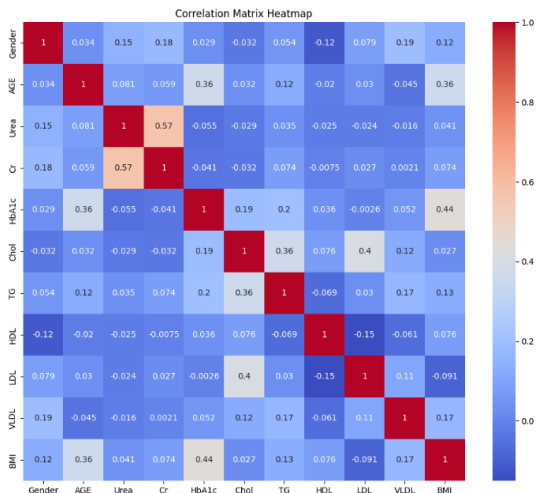 Correlation Matrix Heatmap
Gender 1 0.034 0.15 0.18 0.029 -0.032 0.054 -0.12 0.079 0.19 0.12
AGE 0.034 1 0.081 0.059 0.36 0.032 0.12 -0.02 0.03 -0.045 0.36
Urea 0.15 0.081 1 0.57 -0.055 -0.029 0.035 -0.025 -0.024 -0.016 0.041
Cr 0.18 0.059 0.57 1 -0.041 -0.032 0.074 -0.0075 0.027 0.0021 0.074
HbA1c 0.029 0.36 -0.055 -0.041 1 0.19 0.2 0.036 -0.0026 0.052 0.44
Chol -0.032 0.032 -0.029 -0.032 0.19 1 0.36 0.076 0.4 0.12 0.027
TG 0.054 0.12 0.035 0.074 0.2 0.36 1 -0.069 0.03 0.17 0.13
HDL -0.12 -0.02 -0.025 -0.0075 0.036 0.076 -0.069 1 -0.15 -0.061 0.076
LDL 0.079 0.03 -0.024 0.027 -0.0026 0.4 0.03 -0.15 1 0.11 -0.091
VLDL 0.19 -0.045 -0.016 0.0021 0.052 0.12 0.17 -0.061 0.11 1 0.17
BMI 0.12 0.36 0.041 0.074 0.44 0.027 0.13 0.076 -0.091 0.17 1
Gender AGE Urea Cr HbA1c Chol TG HDL LDL VLDL BMI
1.0
0.8
0.6
0.4
0.2
0.0